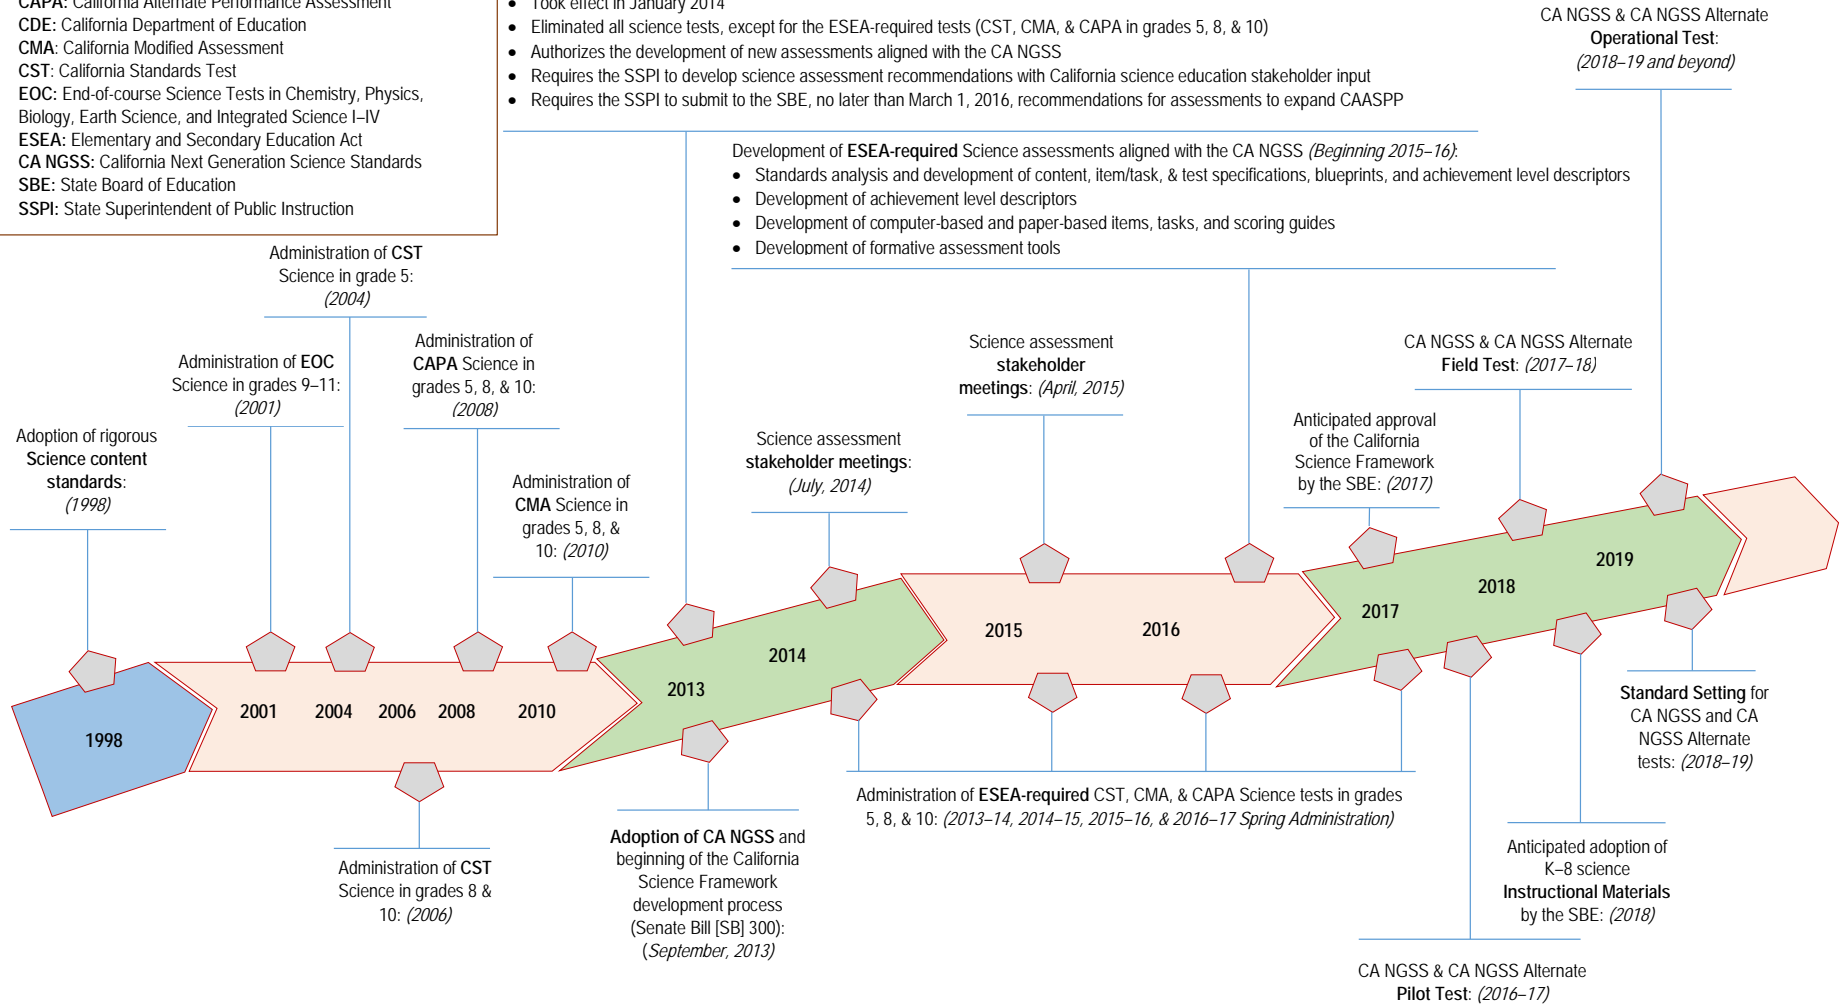 CAPA: California Alternate Performance Assessment
CDE: California Department of Education
CMA: California Modified Assessment
CST: California Standards Test
EOC: End-of-course Science Tests in Chemistry, Physics,
Biology, Earth Science, and Integrated Science I–IV
ESEA: Elementary and Secondary Education Act
CA NGSS: California Next Generation Science Standards
SBE: State Board of Education
SSPI: State Superintendent of Public Instruction
• Took effect in January 2014
• Eliminated all science tests, except for the ESEA-required tests (CST, CMA, & CAPA in grades 5, 8, & 10)
• Authorizes the development of new assessments aligned with the CA NGSS
• Requires the SSPI to develop science assessment recommendations with California science education stakeholder input
• Requires the SSPI to submit to the SBE, no later than March 1, 2016, recommendations for assessments to expand CAASPP
CA NGSS & CA NGSS Alternate
Operational Test:
(2018–19 and beyond)
Development of ESEA-required Science assessments aligned with the CA NGSS (Beginning 2015–16):
• Standards analysis and development of content, item/task, & test specifications, blueprints, and achievement level descriptors
• Development of achievement level descriptors
• Development of computer-based and paper-based items, tasks, and scoring guides
• Development of formative assessment tools
Adoption of rigorous
Science content
standards:
(1998)
Administration of EOC
Science in grades 9–11:
(2001)
Administration of CST
Science in grade 5:
(2004)
Administration of
CAPA Science in
grades 5, 8, & 10:
(2008)
Administration of
CMA Science in
grades 5, 8, &
10: (2010)
Science assessment
stakeholder meetings:
(July, 2014)
Science assessment
stakeholder
meetings: (April, 2015)
Anticipated approval
of the California
Science Framework
by the SBE: (2017)
CA NGSS & CA NGSS Alternate
Field Test: (2017–18)
1998
2001
2004
2006
2008
2010
2013
2014
2015
2016
2017
2018
2019
Administration of CST
Science in grades 8 &
10: (2006)
Adoption of CA NGSS and
beginning of the California
Science Framework
development process
(Senate Bill [SB] 300):
(September, 2013)
Administration of ESEA-required CST, CMA, & CAPA Science tests in grades
5, 8, & 10: (2013–14, 2014–15, 2015–16, & 2016–17 Spring Administration)
CA NGSS & CA NGSS Alternate
Pilot Test: (2016–17)
Anticipated adoption of
K–8 science
Instructional Materials
by the SBE: (2018)
Standard Setting for
CA NGSS and CA
NGSS Alternate
tests: (2018–19)